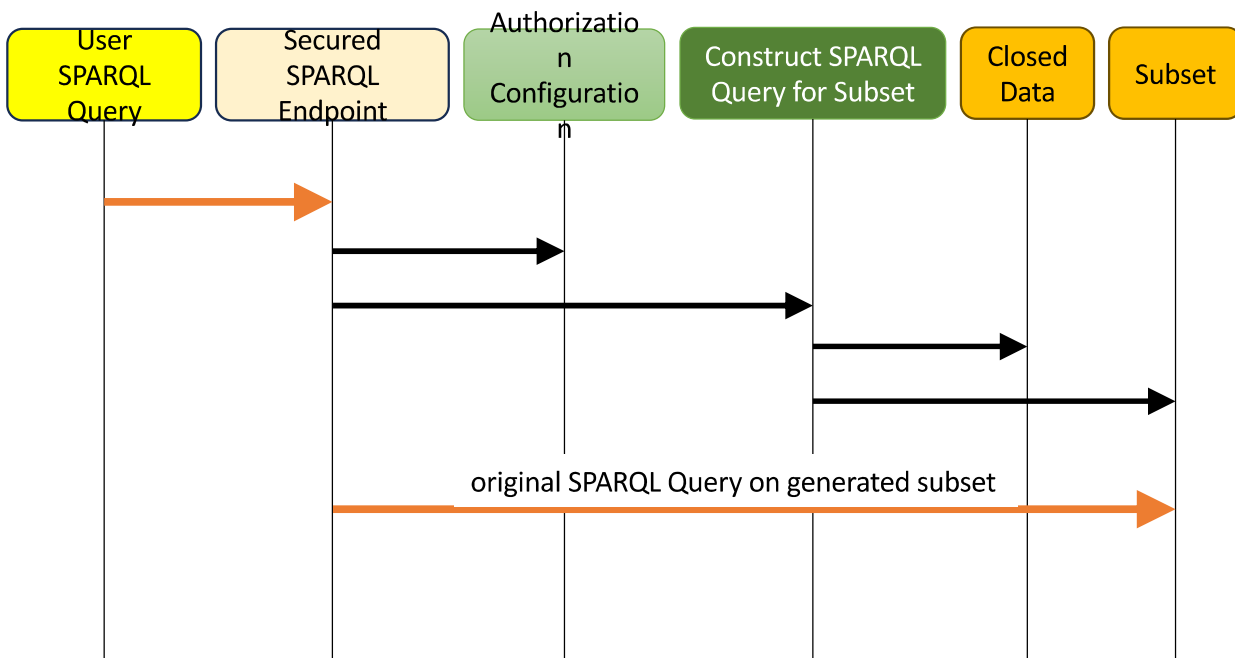 User
SPARQL
Query
Secured
SPARQL
Endpoint
Authorizatio
n
Configuratio
n
Construct SPARQL
Query for Subset
Closed
Data
Subset
original SPARQL Query on generated subset